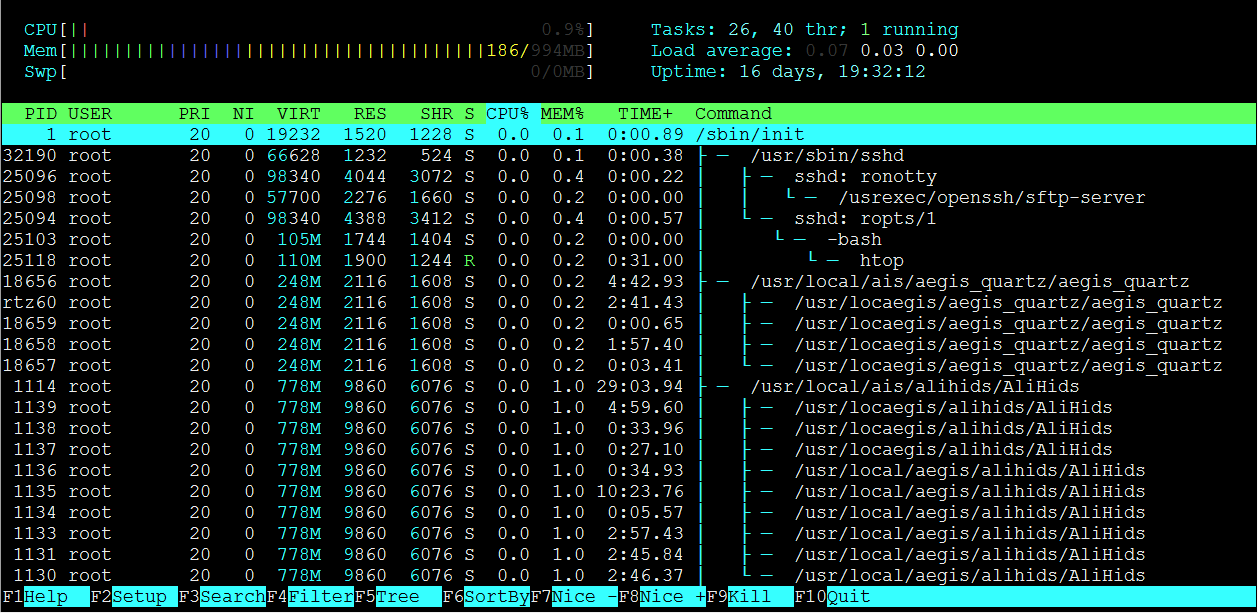 CPU[|| 0.9%] Tasks: 26, 40 thr; 1 running
Mem[||||||||||||||||||||||||||||||||||||||186/994MB] Load average: 0.07 0.03 0.00
Swp[ 0/0MB] Uptime: 16 days, 19:32:12
PID USER PRI NI VIRT RES SHR S CPU% MEM% TIME+ Command
1 root 20 0 19232 1520 1228 S 0.0 0.1 0:00.89 /sbin/init
32190 root 20 0 66628 1232 524 S 0.0 0.1 0:00.38 ├ ─ /usr/sbin/sshd
25096 root 20 0 98340 4044 3072 S 0.0 0.4 0:00.22 │ ├ ─ sshd: ronotty
25098 root 20 0 57700 2276 1660 S 0.0 0.2 0:00.00 │ │ └ ─ /usrexec/openssh/sftp-server
25094 root 20 0 98340 4388 3412 S 0.0 0.4 0:00.57 │ └ ─ sshd: ropts/1
25103 root 20 0 105M 1744 1404 S 0.0 0.2 0:00.00 │ └ ─ -bash
25118 root 20 0 110M 1900 1244 R 0.0 0.2 0:31.00 │ └ ─ htop
18656 root 20 0 248M 2116 1608 S 0.0 0.2 4:42.93 ├ ─ /usr/local/ais/aegis_quartz/aegis_quartz
rtz60 root 20 0 248M 2116 1608 S 0.0 0.2 2:41.43 │ ├ ─ /usr/locaegis/aegis_quartz/aegis_quartz
18659 root 20 0 248M 2116 1608 S 0.0 0.2 0:00.65 │ ├ ─ /usr/locaegis/aegis_quartz/aegis_quartz
18658 root 20 0 248M 2116 1608 S 0.0 0.2 1:57.40 │ ├ ─ /usr/locaegis/aegis_quartz/aegis_quartz
18657 root 20 0 248M 2116 1608 S 0.0 0.2 0:03.41 │ └ ─ /usr/locaegis/aegis_quartz/aegis_quartz
1114 root 20 0 778M 9860 6076 S 0.0 1.0 29:03.94 ├ ─ /usr/local/ais/alihids/AliHids
1139 root 20 0 778M 9860 6076 S 0.0 1.0 4:59.60 │ ├ ─ /usr/locaegis/alihids/AliHids
1138 root 20 0 778M 9860 6076 S 0.0 1.0 0:33.96 │ ├ ─ /usr/locaegis/alihids/AliHids
1137 root 20 0 778M 9860 6076 S 0.0 1.0 0:27.10 │ ├ ─ /usr/locaegis/alihids/AliHids
1136 root 20 0 778M 9860 6076 S 0.0 1.0 0:34.93 │ ├ ─ /usr/local/aegis/alihids/AliHids
1135 root 20 0 778M 9860 6076 S 0.0 1.0 10:23.76 │ ├ ─ /usr/local/aegis/alihids/AliHids
1134 root 20 0 778M 9860 6076 S 0.0 1.0 0:05.57 │ ├ ─ /usr/local/aegis/alihids/AliHids
1133 root 20 0 778M 9860 6076 S 0.0 1.0 2:57.43 │ ├ ─ /usr/local/aegis/alihids/AliHids
1131 root 20 0 778M 9860 6076 S 0.0 1.0 2:45.84 │ ├ ─ /usr/local/aegis/alihids/AliHids
1130 root 20 0 778M 9860 6076 S 0.0 1.0 2:46.37 │ └ ─ /usr/local/aegis/alihids/AliHids
F1Help F2Setup F3SearchF4FilterF5Tree F6SortByF7Nice -F8Nice +F9Kill F10Quit